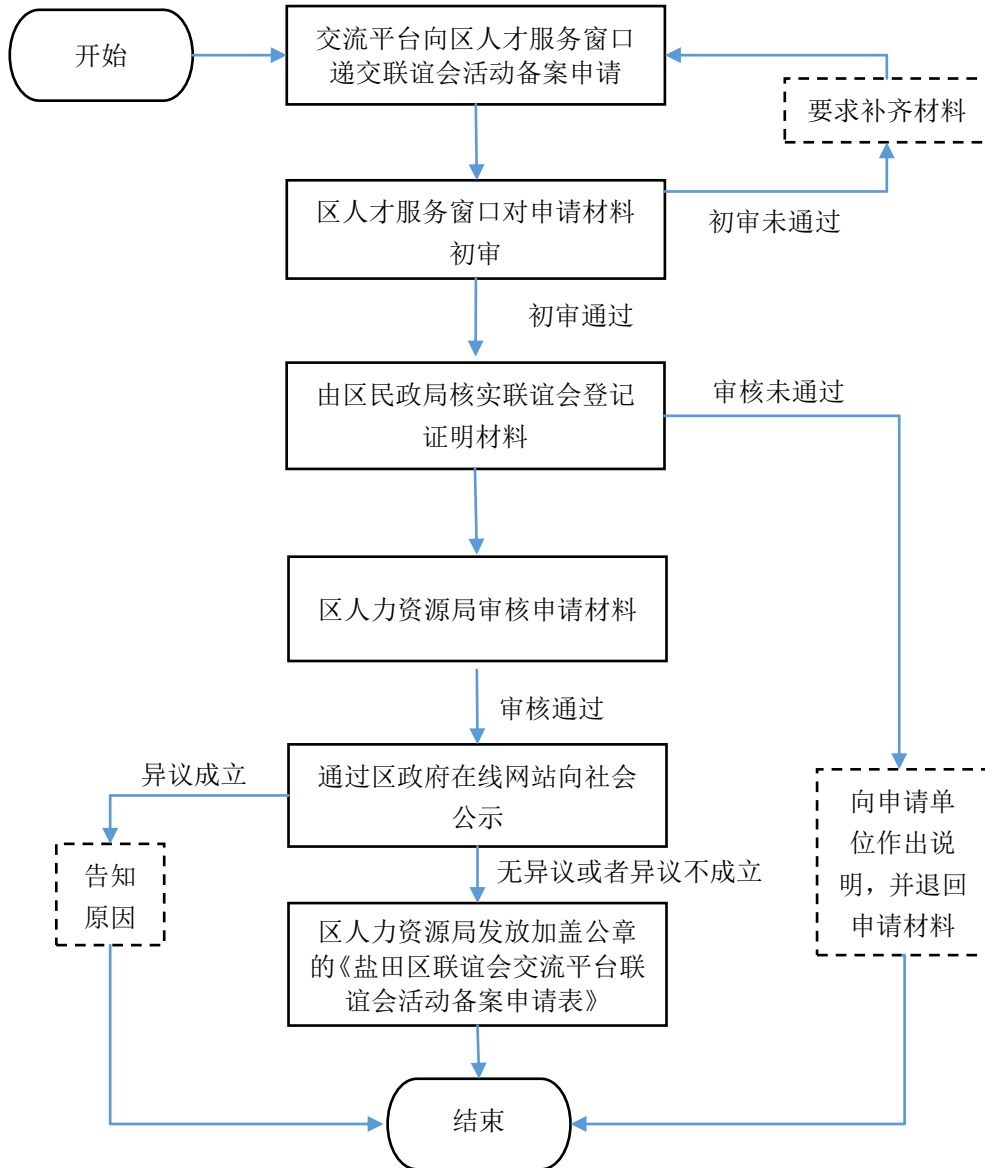 开始
交流平台向区人才服务窗口
递交联谊会活动备案申请
要求补齐材料
区人才服务窗口对申请材料
初审
初审未通过
初审通过
由区民政局核实联谊会登记
证明材料
审核未通过
区人力资源局审核申请材料
审核通过
异议成立
通过区政府在线网站向社会
公示
向申请单
位作出说
明，并退回
申请材料
告知
原因
无异议或者异议不成立
区人力资源局发放加盖公章
的《盐田区联谊会交流平台联
谊会活动备案申请表》
结束